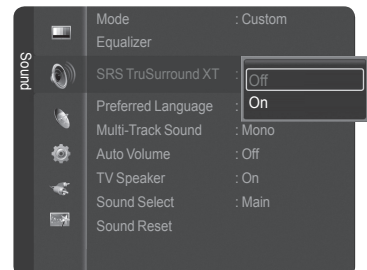 Sound
Mode : Custom
Equalizer
SRS TruSurround XT :
Off
On
Preferred Language :
Multi-Track Sound : Mono
Auto Volume : Off
TV Speaker : On
Sound Select : Main
Sound Reset